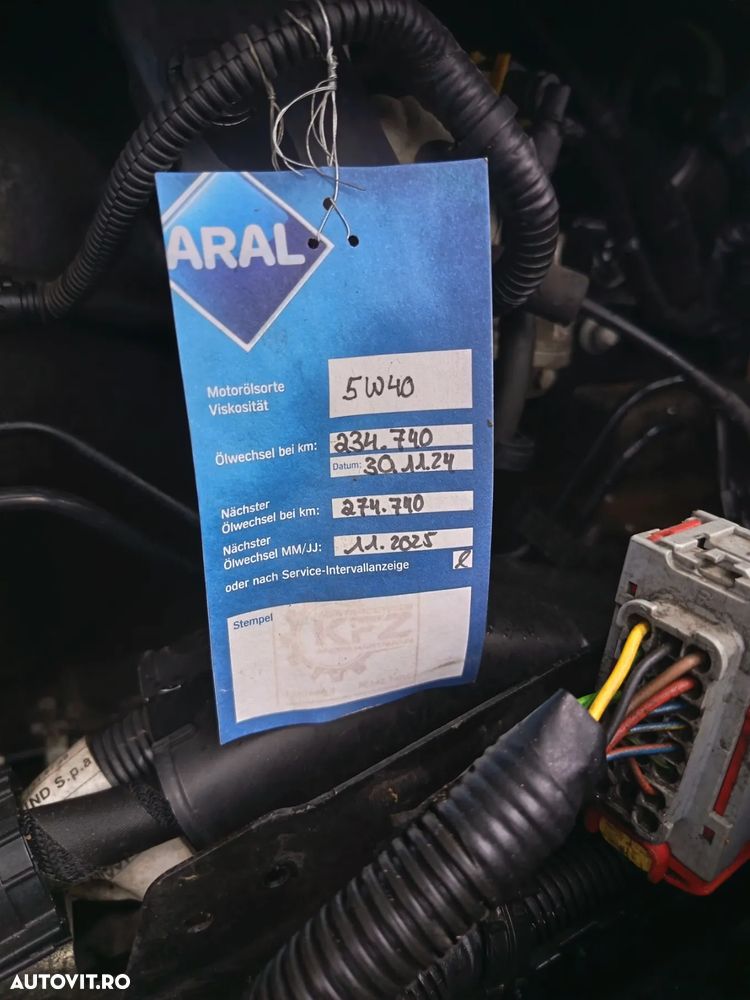 ARAL
Motorölsorte
Viskosität
5W40
Ölwechsel bei km: 234.740
Datum: 30.11.24
Nächster
Ölwechsel bei km: 274.740
Nächster
Ölwechsel MM/JJ: 11.2025
oder nach Service-Intervallanzeige
Stempel
KFZ
IND S.p.a
AUTOVIT.RO